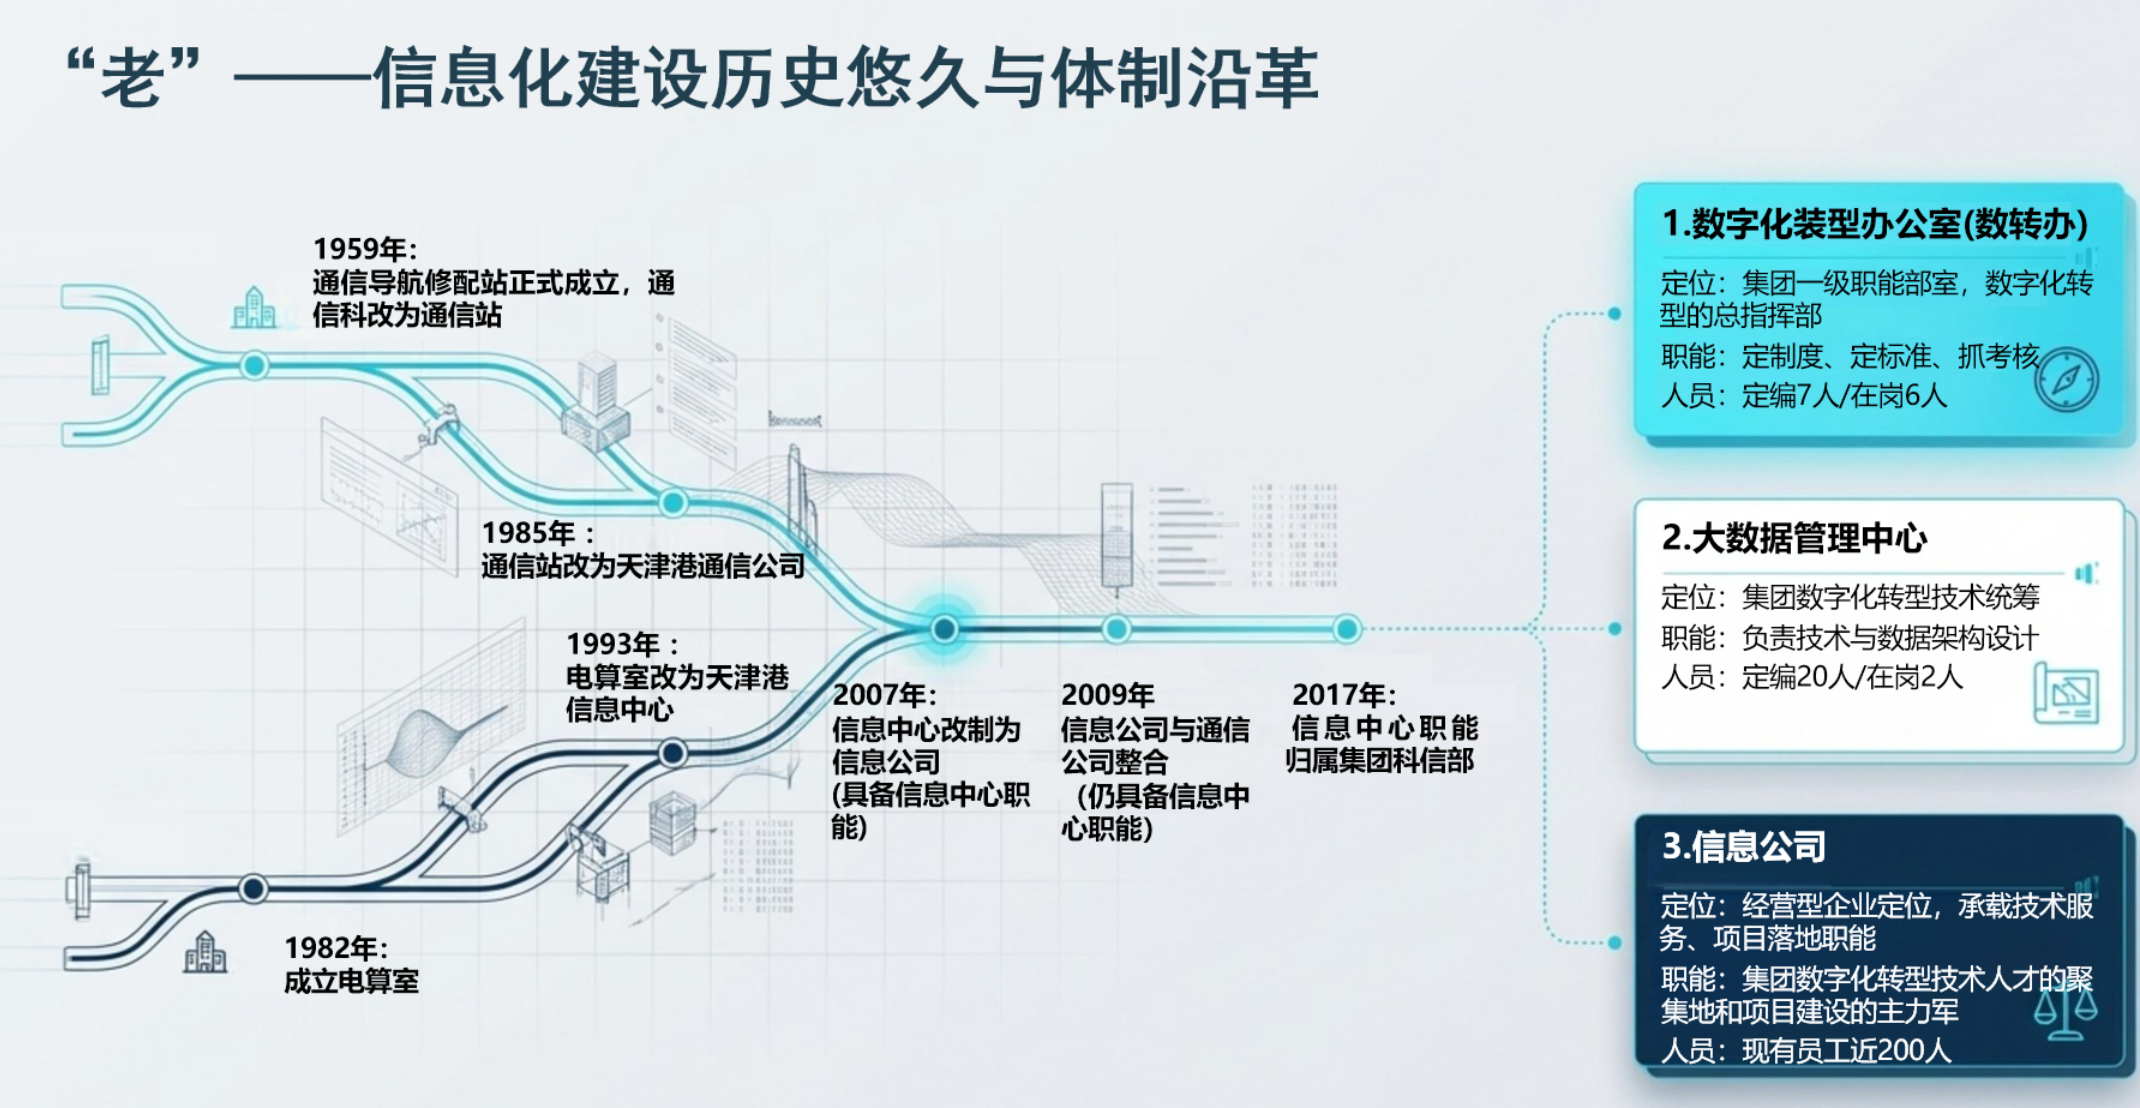 “老”——信息化建设历史悠久与体制沿革
1959年：
通信导航修配站正式成立，通
信科改为通信站
1985年：
通信站改为天津港通信公司
1993年：
电算室改为天津港
信息中心
1982年：
成立电算室
2007年：
信息中心改制为
信息公司
(具备信息中心职
能)
2009年
信息公司与通信
公司整合
（仍具备信息中
心职能）
2017年：
信息中心职能
归属集团科信部
1.数字化装型办公室(数转办)
定位：集团一级职能部室，数字化转
型的总指挥部
职能：定制度、定标准、抓考核
人员：定编7人/在岗6人
2.大数据管理中心
定位：集团数字化转型技术统筹
职能：负责技术与数据架构设计
人员：定编20人/在岗2人
3.信息公司
定位：经营型企业定位，承载技术服
务、项目落地职能
职能：集团数字化转型技术人才的聚
集地和项目建设的主力军
人员：现有员工近200人